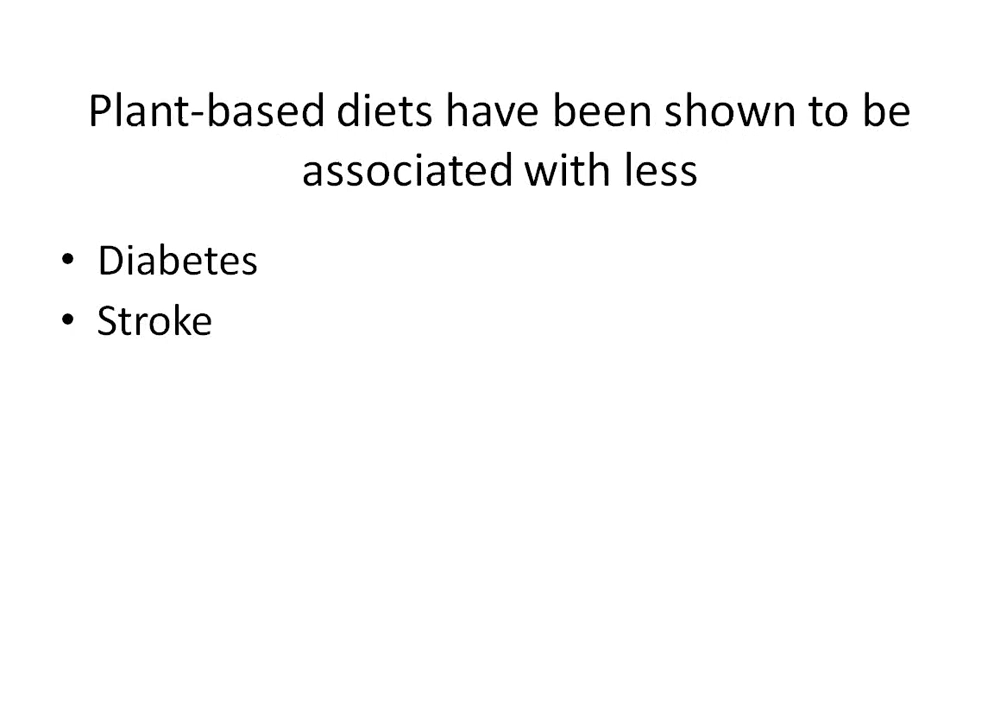 Plant-based diets have been shown to be
associated with less
• Diabetes
• Stroke